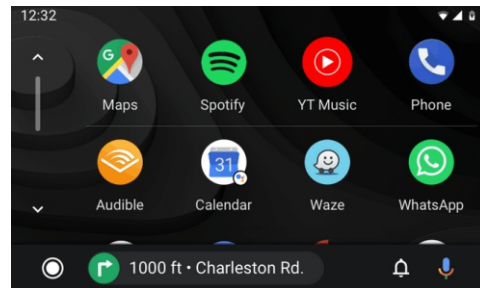 12:32
G
Maps Spotify YT Music Phone
31
Audible Calendar Waze WhatsApp
1000 ft • Charleston Rd.